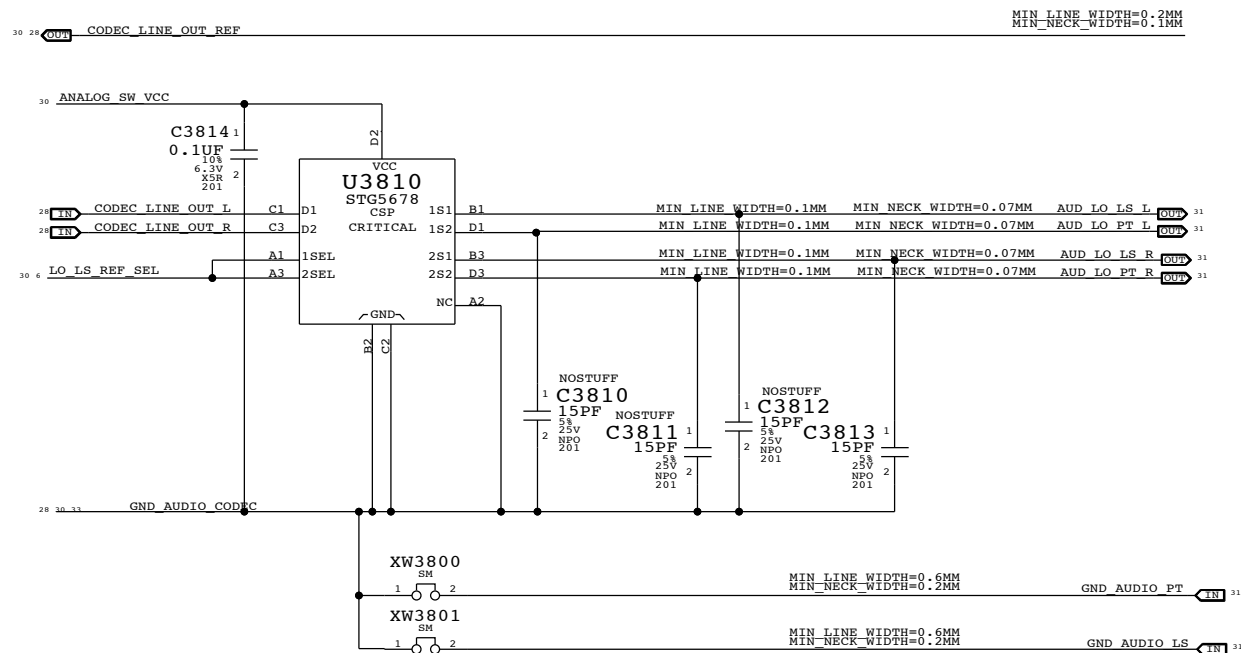 MIN_LINE_WIDTH=0.2MM
MIN_NECK_WIDTH=0.1MM
30 28 OUT CODEC_LINE_OUT_REF
30 ANALOG_SW_VCC
C3814 1
0.1UF
10%
6.3V
X5R
201
2
D2
VCC
U3810
STG5678
CSP
CRITICAL
28 IN CODEC_LINE_OUT_L C1 D1
28 IN CODEC_LINE_OUT_R C3 D2
A1 1SEL
30 6 LO_LS_REF_SEL A3 2SEL
1S1 B1 MIN_LINE_WIDTH=0.1MM MIN_NECK_WIDTH=0.07MM AUD_LO_LS_L OUT 31
1S2 D1 MIN_LINE_WIDTH=0.1MM MIN_NECK_WIDTH=0.07MM AUD_LO_PT_L OUT 31
2S1 B3 MIN_LINE_WIDTH=0.1MM MIN_NECK_WIDTH=0.07MM AUD_LO_LS_R OUT 31
2S2 D3 MIN_LINE_WIDTH=0.1MM MIN_NECK_WIDTH=0.07MM AUD_LO_PT_R OUT 31
NC A2
GND
B2
C2
NOSTUFF
1 C3810
15PF
5%
25V
NPO
201
2
NOSTUFF
C3811 1
15PF
5%
25V
NPO
201
2
NOSTUFF
1 C3812
15PF
5%
25V
NPO
201
2
C3813 1
15PF
5%
25V
NPO
201
2
28 30 33 GND_AUDIO_CODEC
XW3800
SM
1 2
MIN_LINE_WIDTH=0.6MM
MIN_NECK_WIDTH=0.2MM
GND_AUDIO_PT IN 31
XW3801
SM
1 2
MIN_LINE_WIDTH=0.6MM
MIN_NECK_WIDTH=0.2MM
GND_AUDIO_LS IN 31